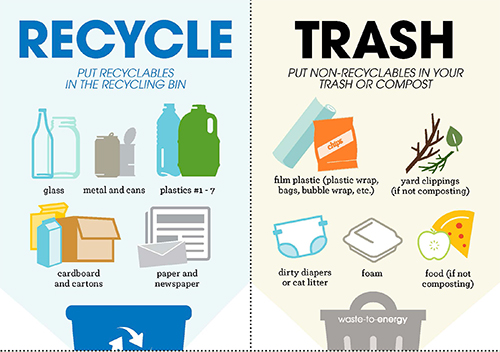 RECYCLE
PUT RECYCLABLES
IN THE RECYCLING BIN
glass
metal and cans
plastics #1 - 7
cardboard
and cartons
paper and
newspaper
TRASH
PUT NON-RECYCLABLES IN YOUR
TRASH OR COMPOST
chips
film plastic (plastic wrap,
bags, bubble wrap, etc.)
yard clippings
(if not composting)
dirty diapers
or cat litter
foam
food (if not
composting)
waste-to-energy